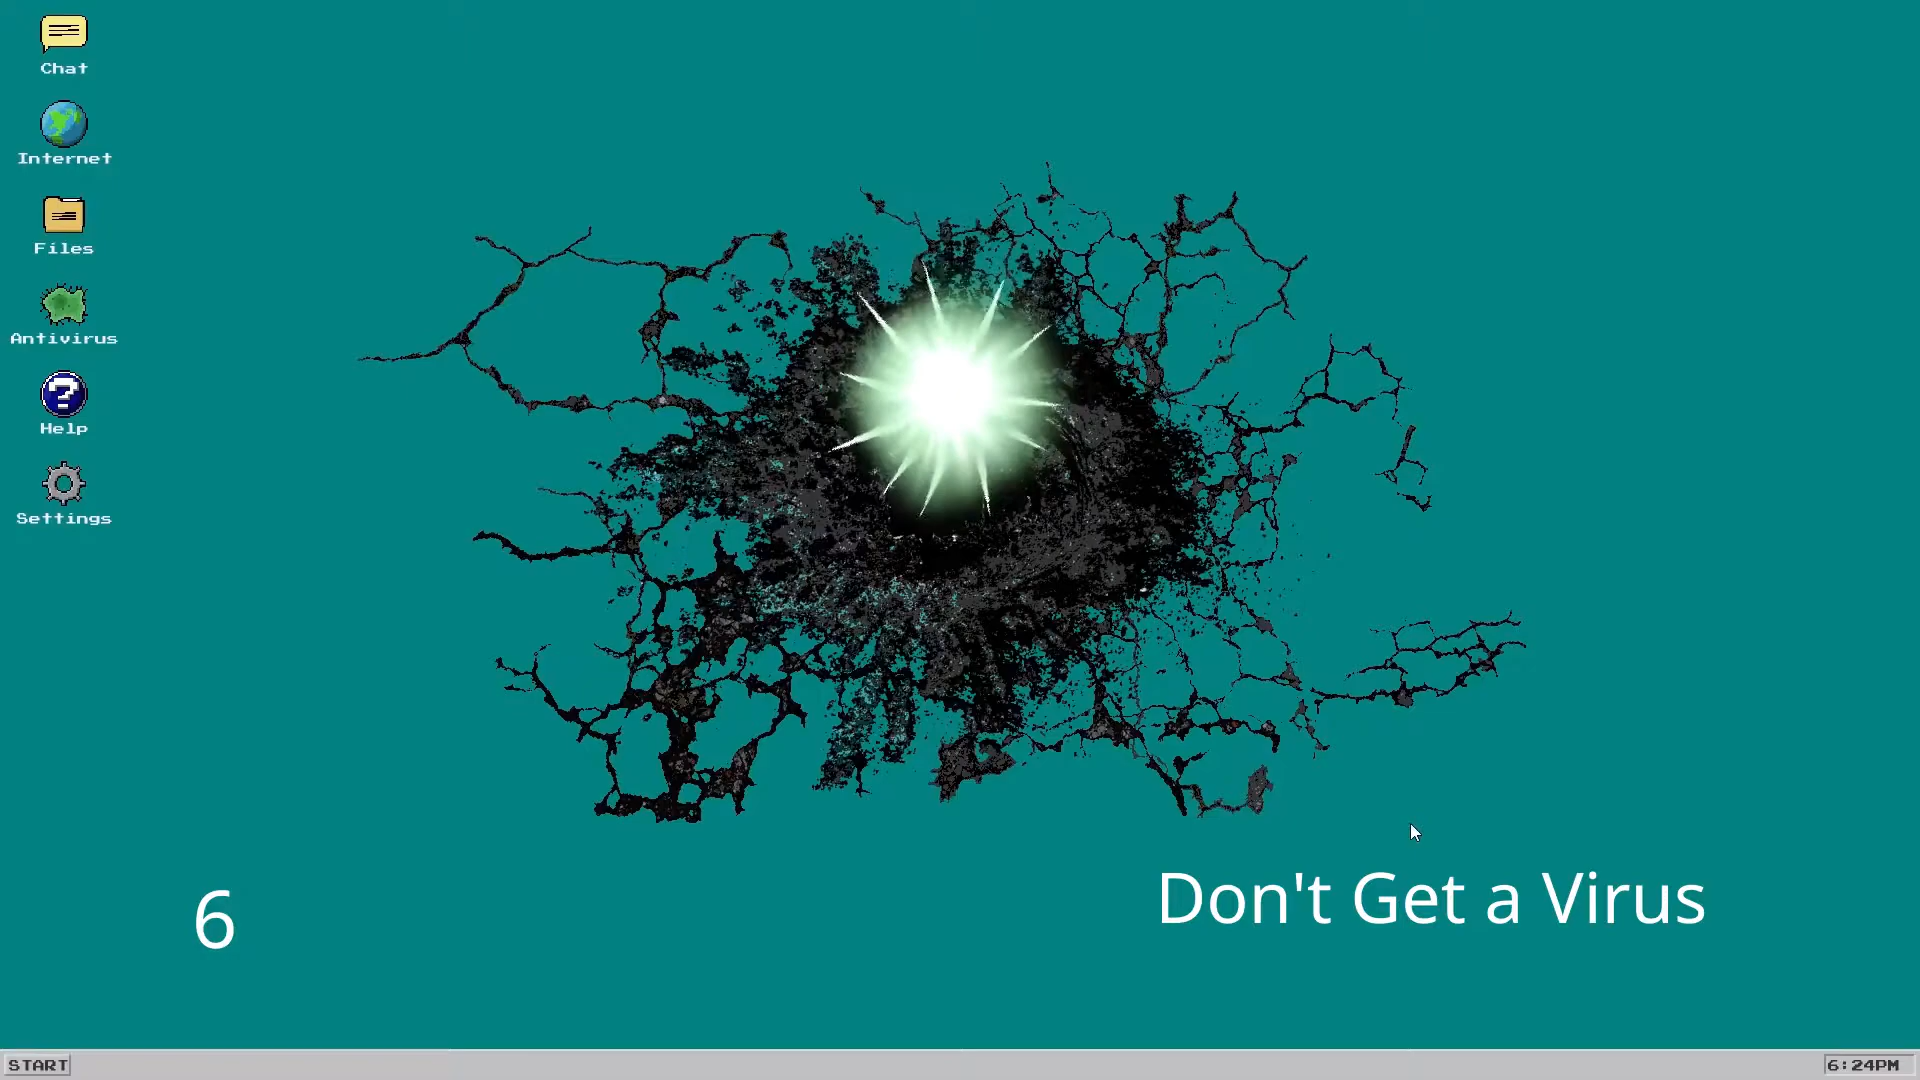 Chat
Internet
Files
Antivirus
Help
Settings
6
Don't Get a Virus
START
6:24PM